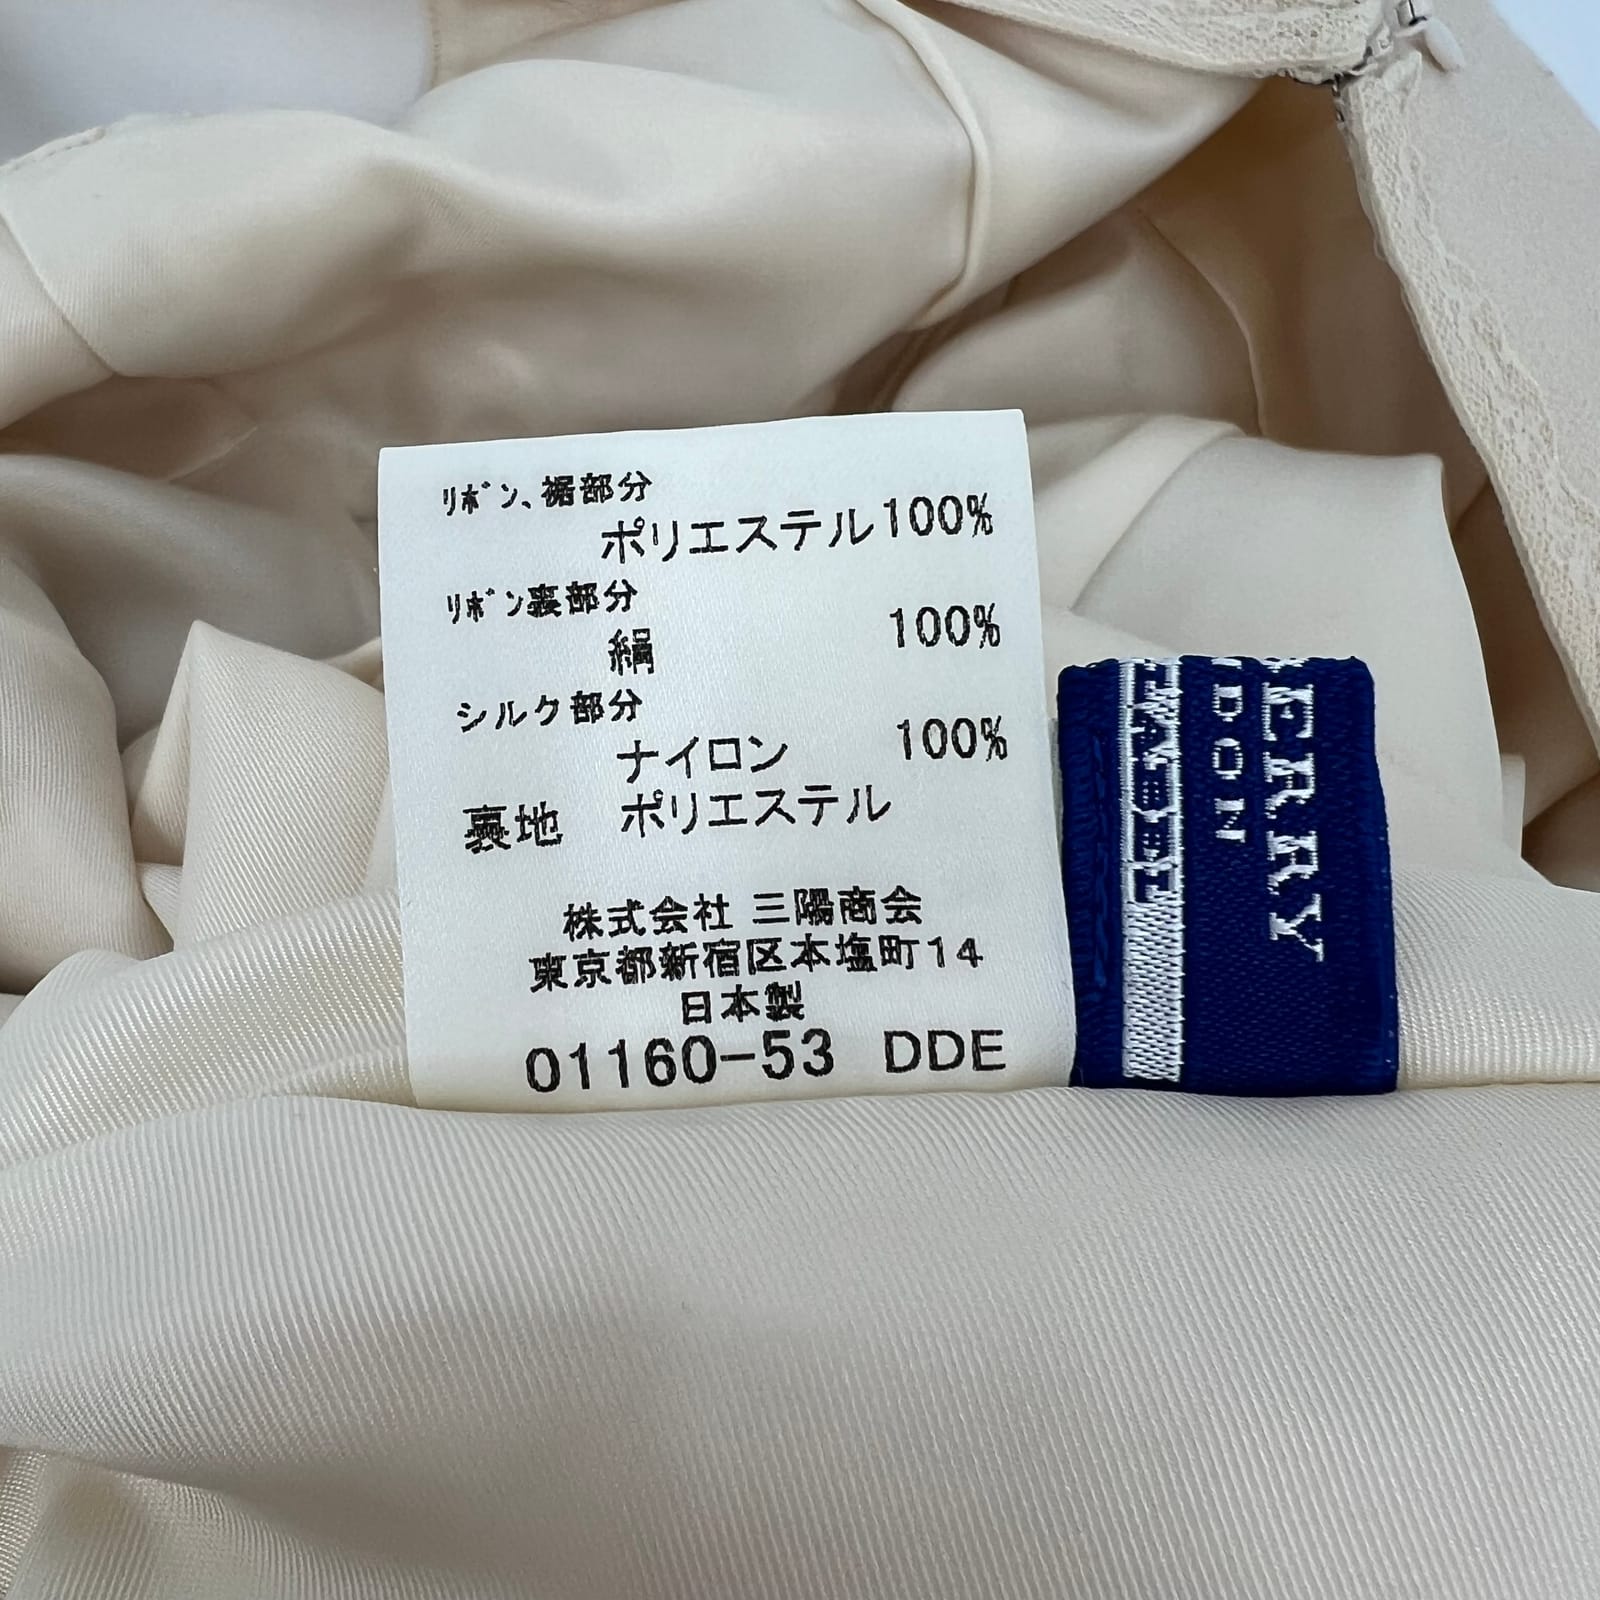 リボン、裾部分
ポリエステル100%
リボン裏部分
絹 100%
シルク部分
ナイロン 100%
裏地 ポリエステル
株式会社 三陽商会
東京都新宿区本塩町14
日本製
01160-53 DDE
ERRY
DON
LABEL